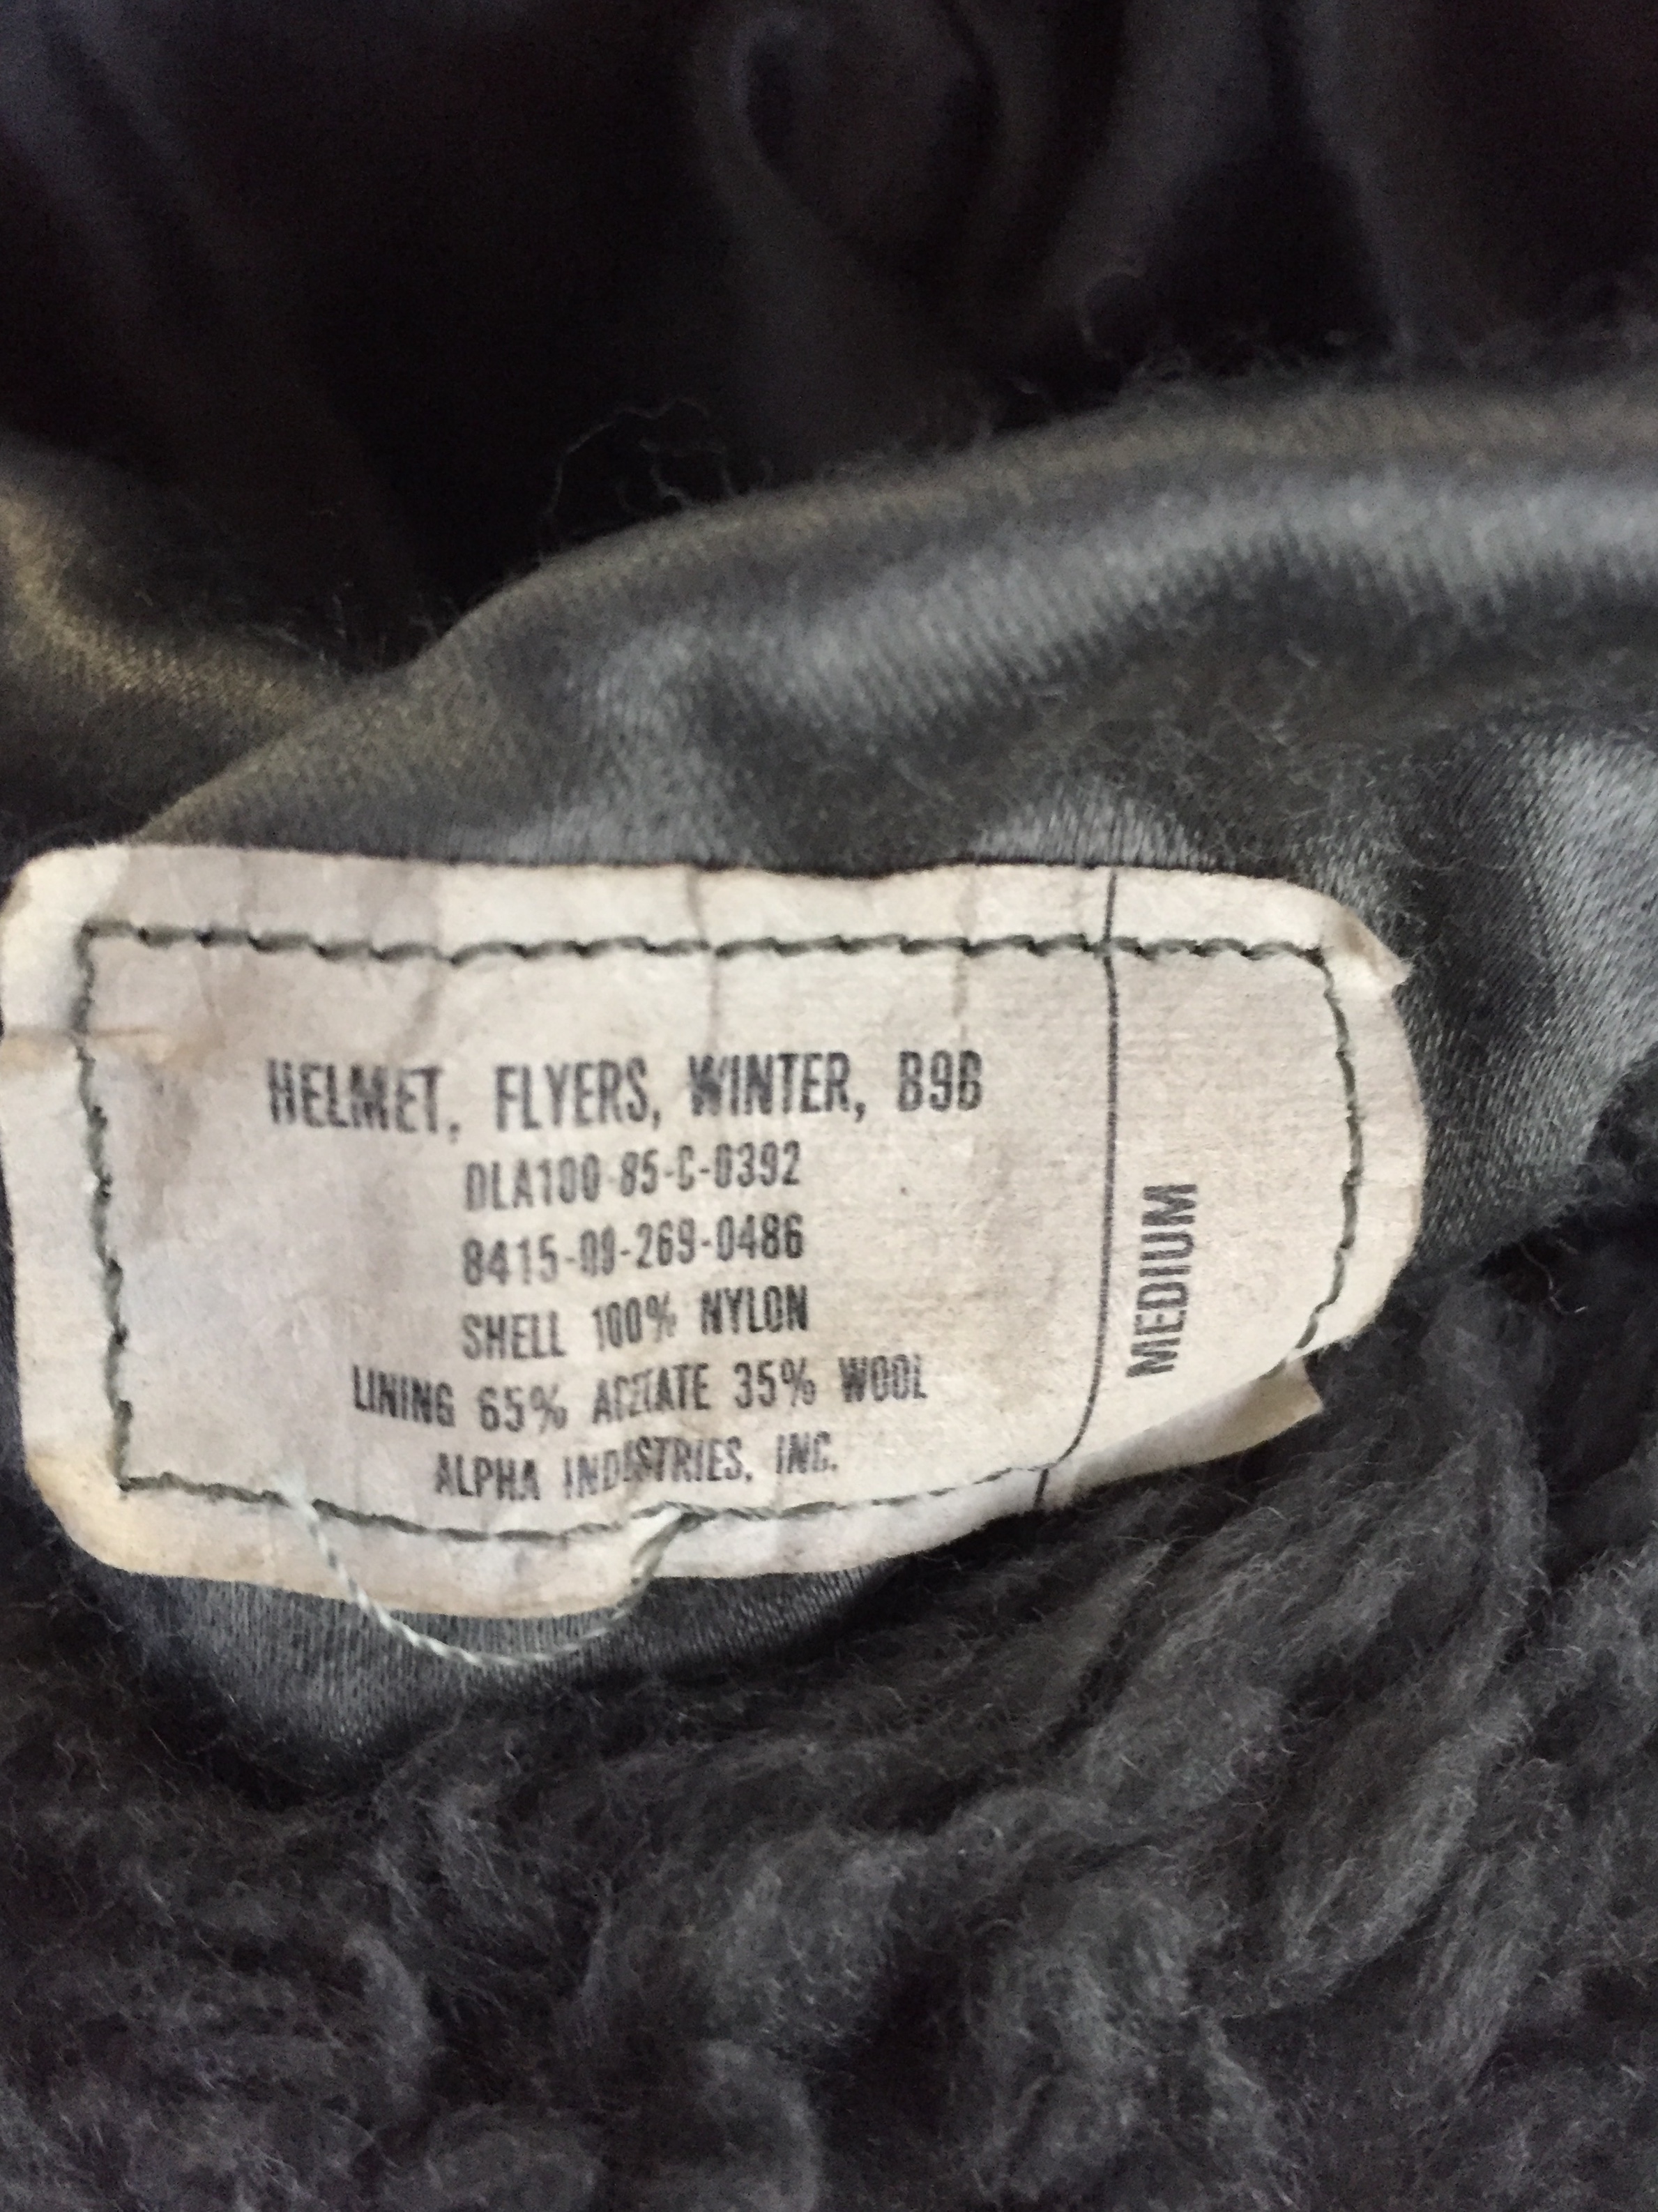 HELMET, FLYERS, WINTER, B9B
DLA100-85-C-0392
8415-00-269-0486
SHELL 100% NYLON
LINING 65% ACETATE 35% WOOL
ALPHA INDUSTRIES, INC.
MEDIUM